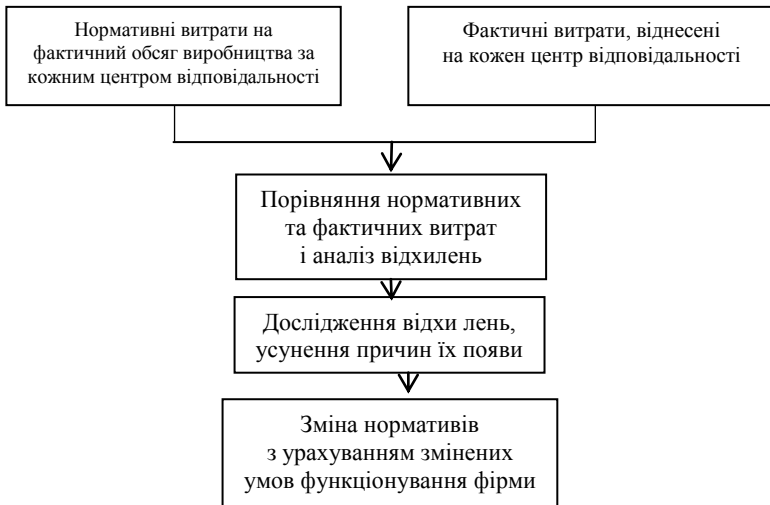 Нормативні витрати на
фактичний обсяг виробництва за
кожним центром відповідальності
Фактичні витрати, віднесені
на кожен центр відповідальності
Порівняння нормативних
та фактичних витрат
і аналіз відхилень
Дослідження відхи лень,
усунення причин їх появи
Зміна нормативів
з урахуванням змінених
умов функціонування фірми